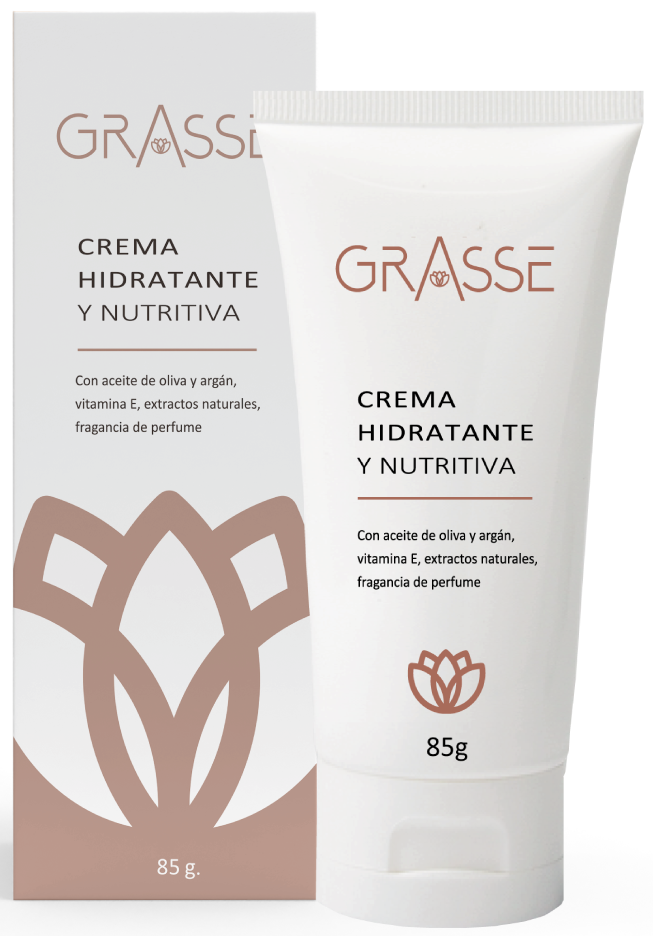 GRASSE
CREMA
HIDRATANTE
Y NUTRITIVA
Con aceite de oliva y argán,
vitamina E, extractos naturales,
fragancia de perfume
85 g.
GRASSE
CREMA
HIDRATANTE
Y NUTRITIVA
Con aceite de oliva y argán,
vitamina E, extractos naturales,
fragancia de perfume
85g